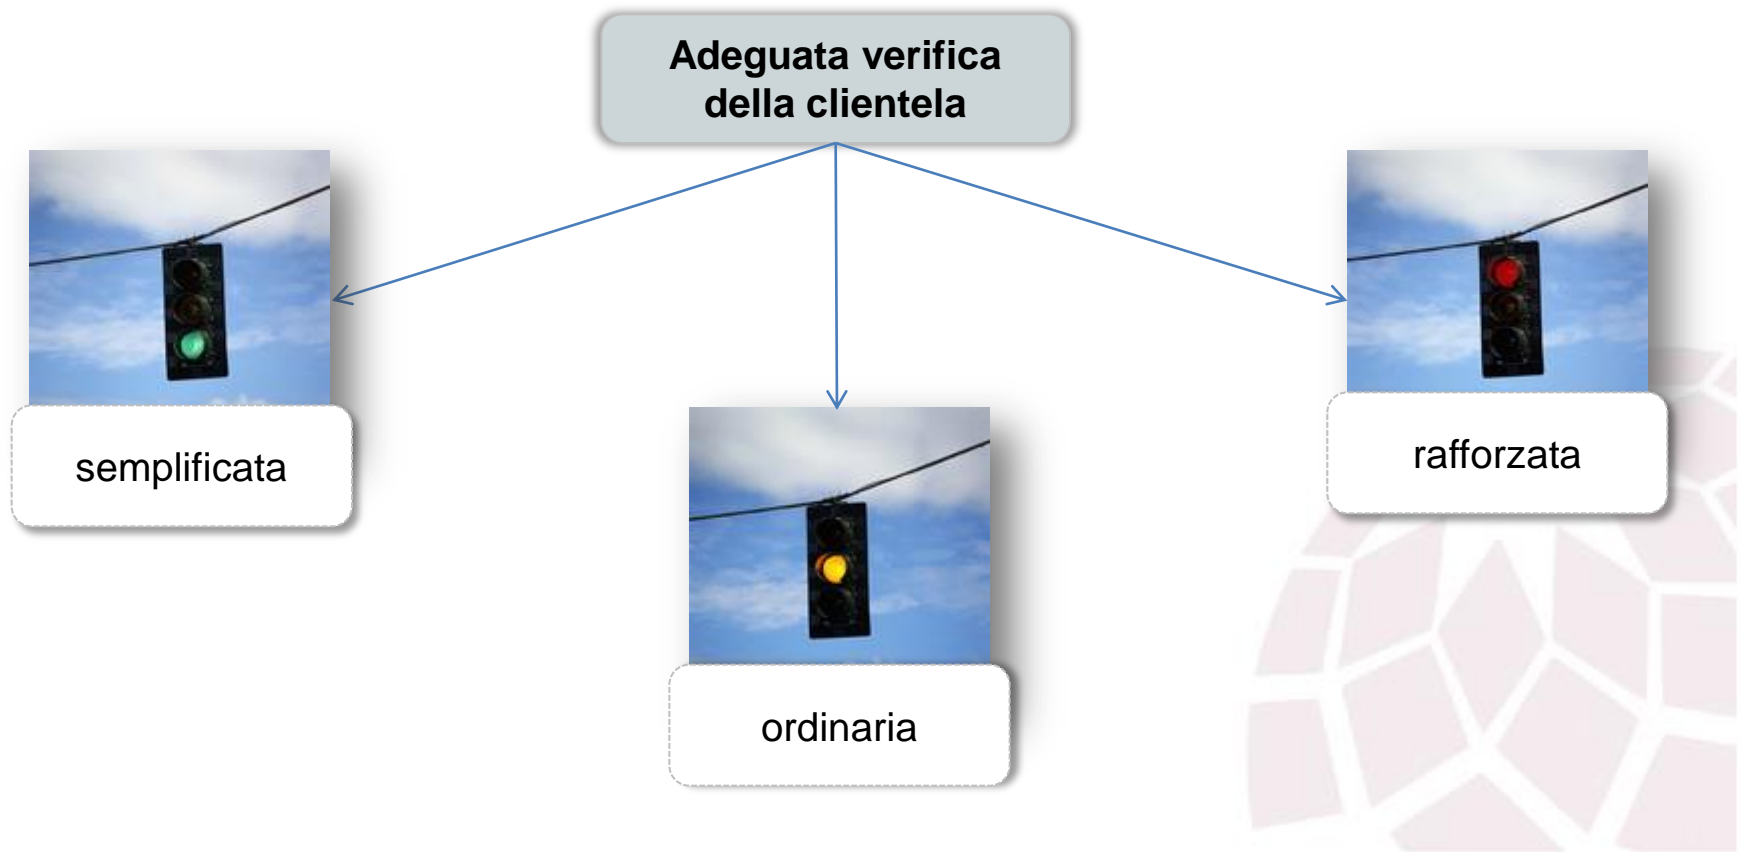 Adeguata verifica
della clientela
semplificata
rafforzata
ordinaria